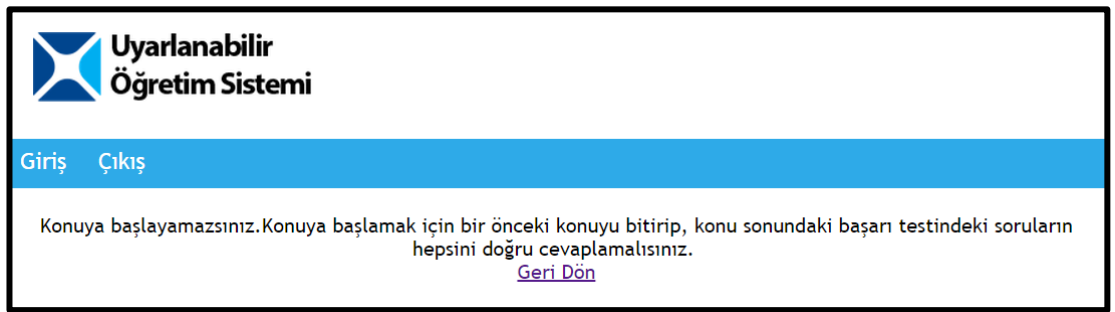 Uyarlanabilir
Öğretim Sistemi
Giriş Çıkış
Konuya başlayamazsınız.Konuya başlamak için bir önceki konuyu bitirip, konu sonundaki başarı testindeki soruların
hepsini doğru cevaplamalısınız.
Geri Dön